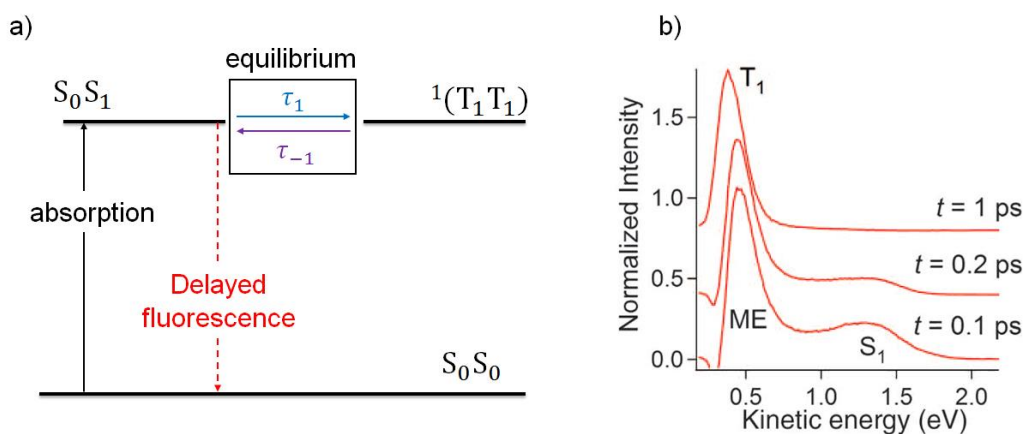 a)
equilibrium
S₀S₁
τ₁
τ₋₁
¹(T₁T₁)
absorption
Delayed
fluorescence
S₀S₀
b)
Normalized Intensity
1.5
1.0
0.5
0.0
T₁
t = 1 ps
t = 0.2 ps
ME
t = 0.1 ps
S₁
0.5 1.0 1.5 2.0
Kinetic energy (eV)